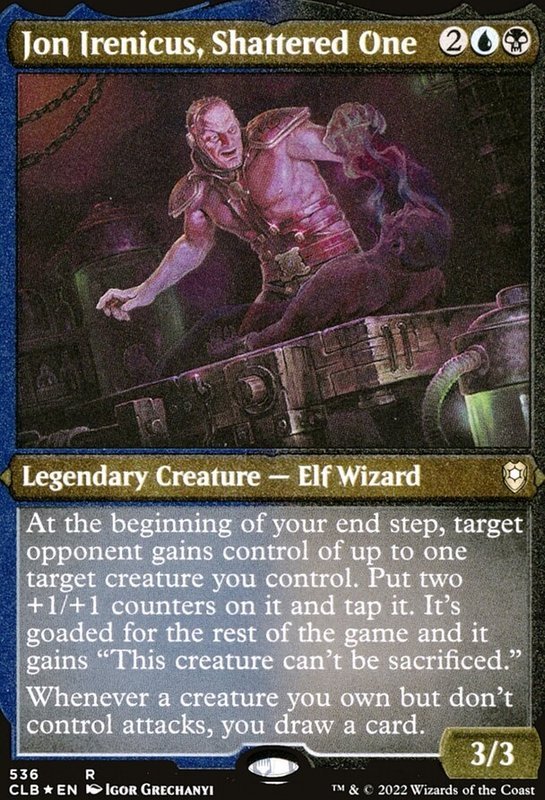 Jon Irenicus, Shattered One 2
Legendary Creature — Elf Wizard
At the beginning of your end step, target
opponent gains control of up to one
target creature you control. Put two
+1/+1 counters on it and tap it. It's
goaded for the rest of the game and it
gains “This creature can't be sacrificed.”
Whenever a creature you own but don't
control attacks, you draw a card.
3/3
536 R
CLB ★ EN Igor Grechanyi
™ & © 2022 Wizards of the Coast